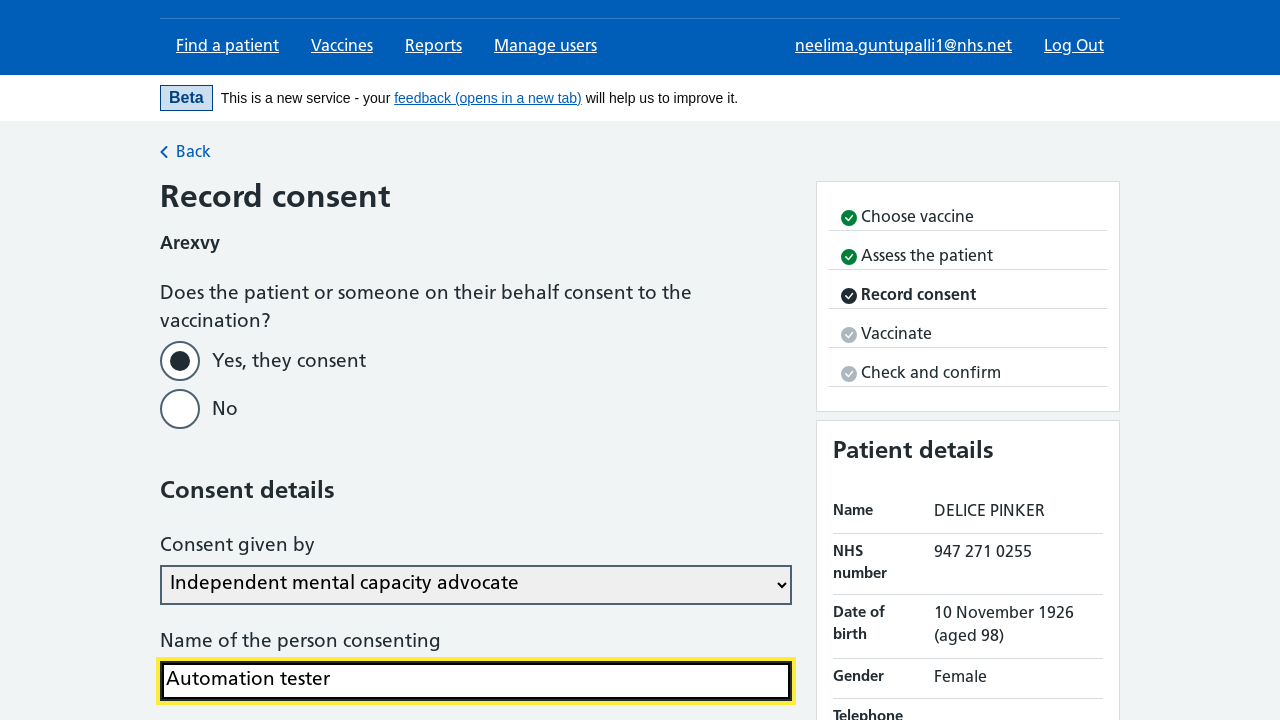 Find a patient
Vaccines
Reports
Manage users
neelima.guntupalli1@nhs.net
Log Out
Beta
This is a new service - your feedback (opens in a new tab) will help us to improve it.
Back
Record consent
Arexvy
Does the patient or someone on their behalf consent to the
vaccination?
Yes, they consent
No
Consent details
Consent given by
Independent mental capacity advocate
Name of the person consenting
Automation tester
Choose vaccine
Assess the patient
Record consent
Vaccinate
Check and confirm
Patient details
Name
DELICE PINKER
NHS
number
947 271 0255
Date of
birth
10 November 1926
(aged 98)
Gender
Female
Telephone